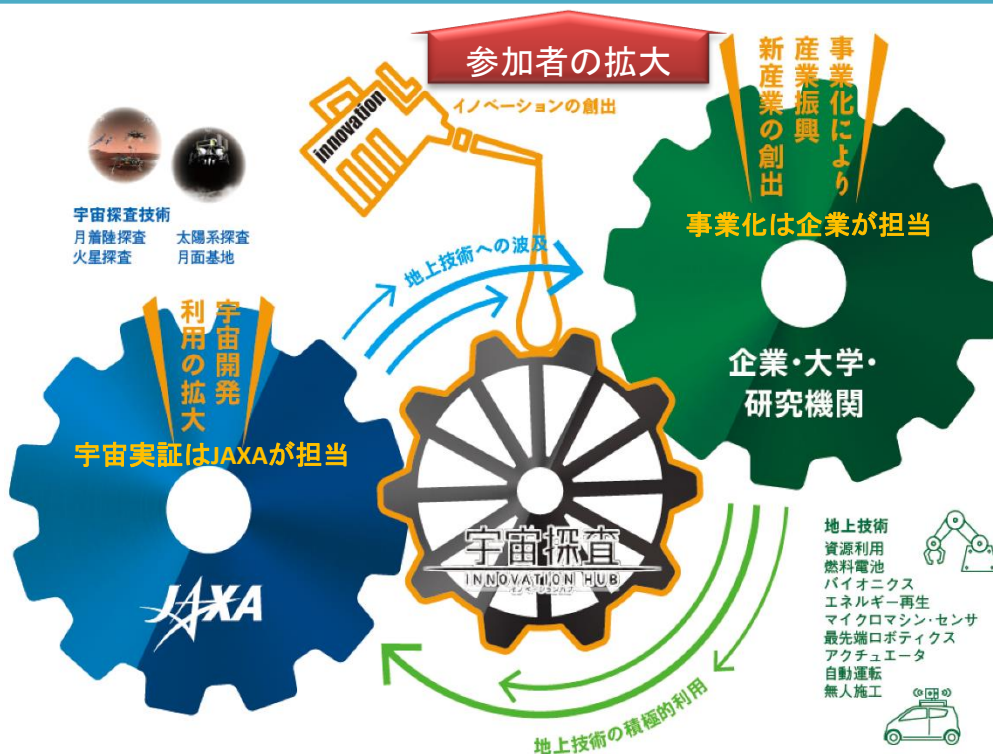 参加者の拡大
innovation
イノベーションの創出
事業化により
産業振興
新産業の創出
事業化は企業が担当
企業・大学・
研究機関
宇宙探査技術
月着陸探査 太陽系探査
火星探査 月面基地
地上技術への波及
宇宙開発
利用の拡大
宇宙実証はJAXAが担当
JAXA
宇宙探査
INNOVATION HUB
イノベーションハブ
地上技術の積極的利用
地上技術
資源利用
燃料電池
バイオニクス
エネルギー再生
マイクロマシン・センサ
最先端ロボティクス
アクチュエータ
自動運転
無人施工